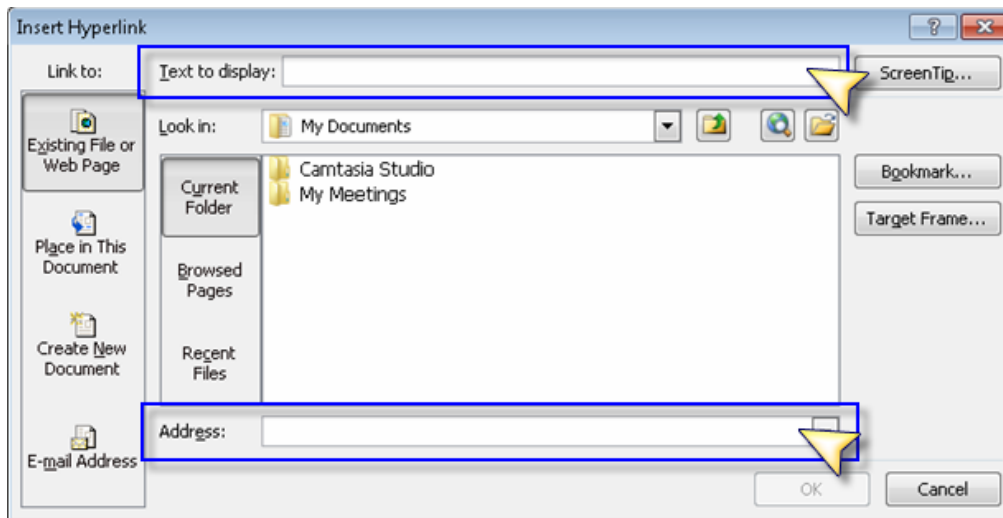 Insert Hyperlink
Link to:
Text to display:
ScreenTip...
Existing File or
Web Page
Look in:
My Documents
Current
Folder
Camtasia Studio
My Meetings
Bookmark...
Target Frame...
Place in This
Document
Browsed
Pages
Create New
Document
Recent
Files
E-mail Address
Address:
OK
Cancel